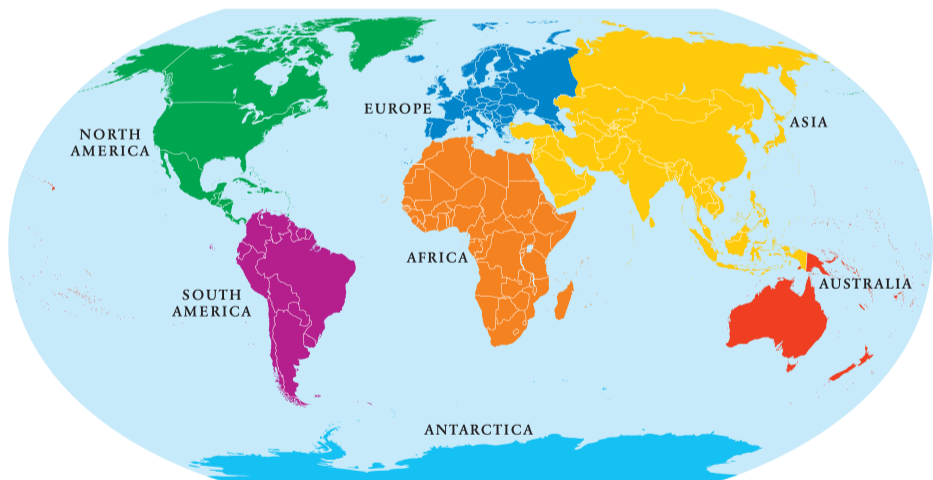 NORTH
AMERICA
EUROPE
ASIA
AFRICA
SOUTH
AMERICA
AUSTRALIA
ANTARCTICA